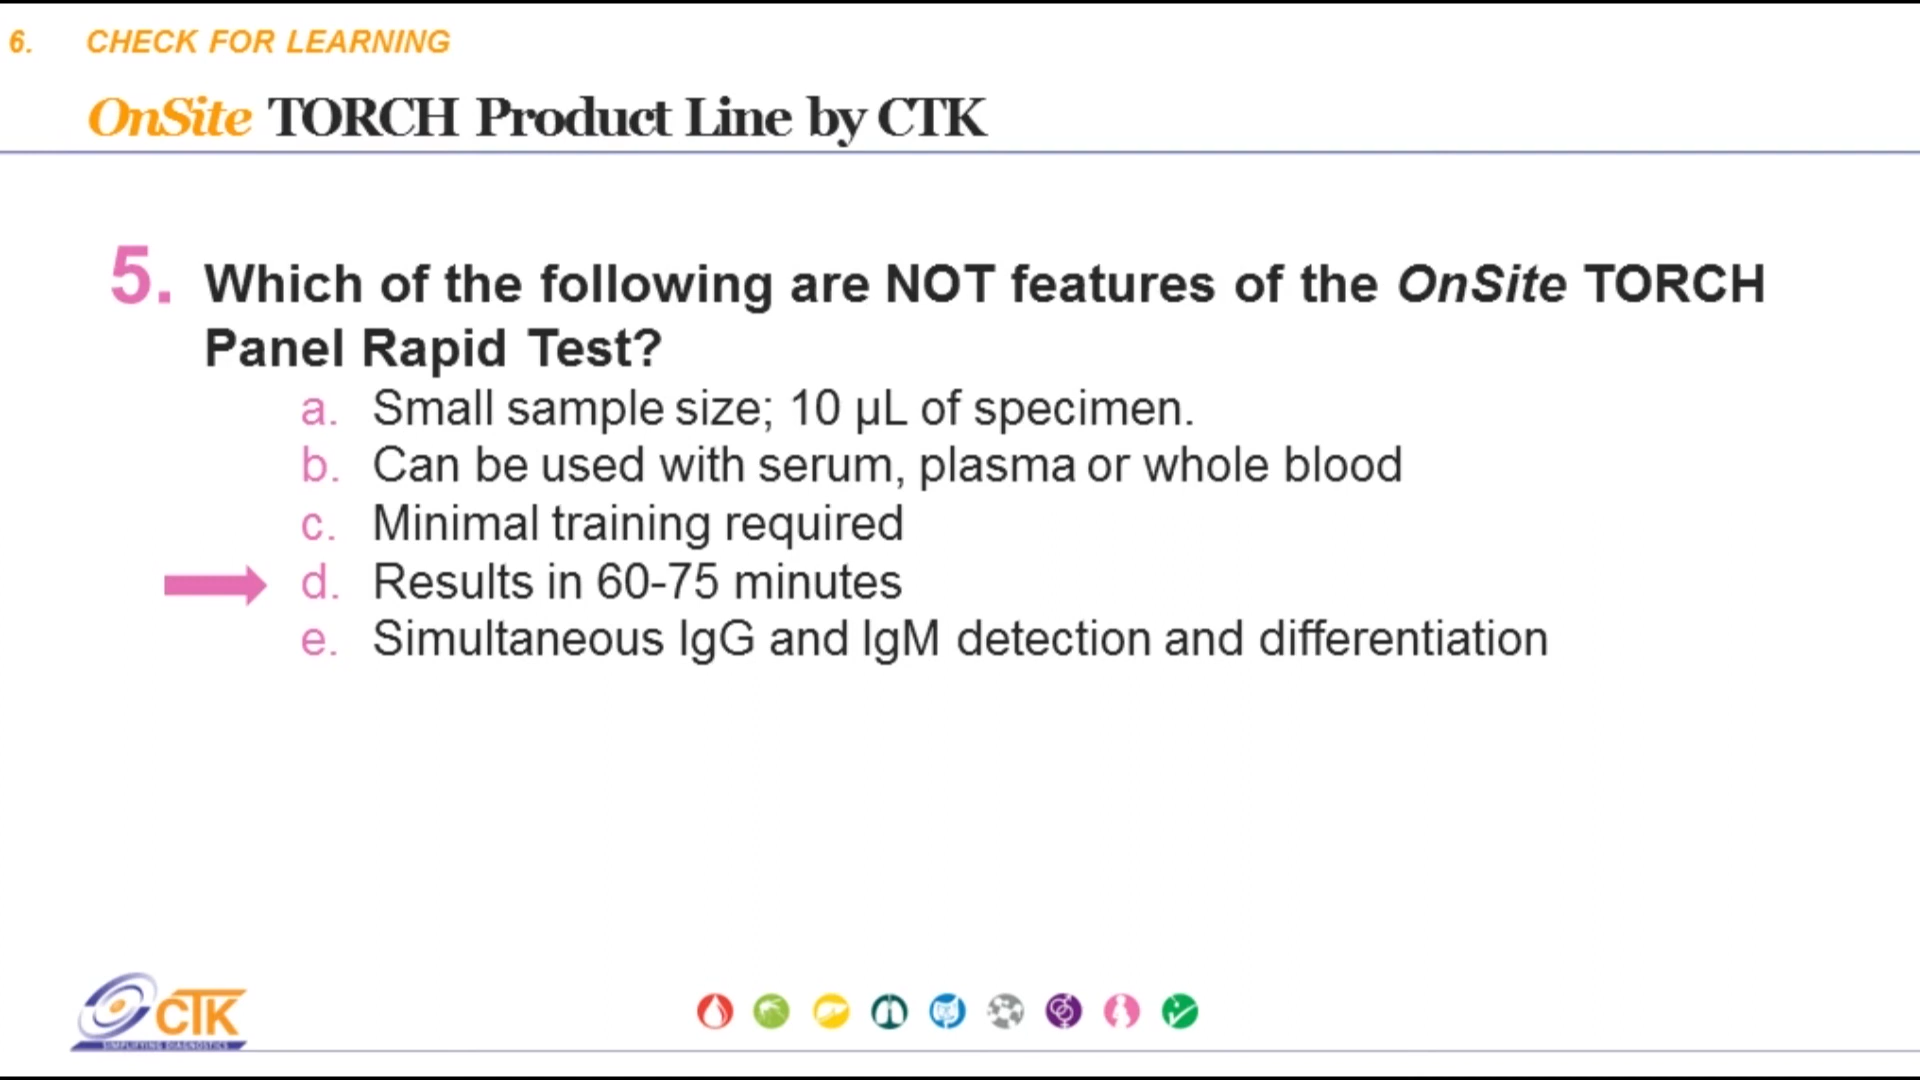 6. CHECK FOR LEARNING
OnSite TORCH Product Line by CTK
5. Which of the following are NOT features of the OnSite TORCH
Panel Rapid Test?
a. Small sample size; 10 µL of specimen.
b. Can be used with serum, plasma or whole blood
c. Minimal training required
d. Results in 60-75 minutes
e. Simultaneous IgG and IgM detection and differentiation
CTK
SIMPLIFYING DIAGNOSTICS